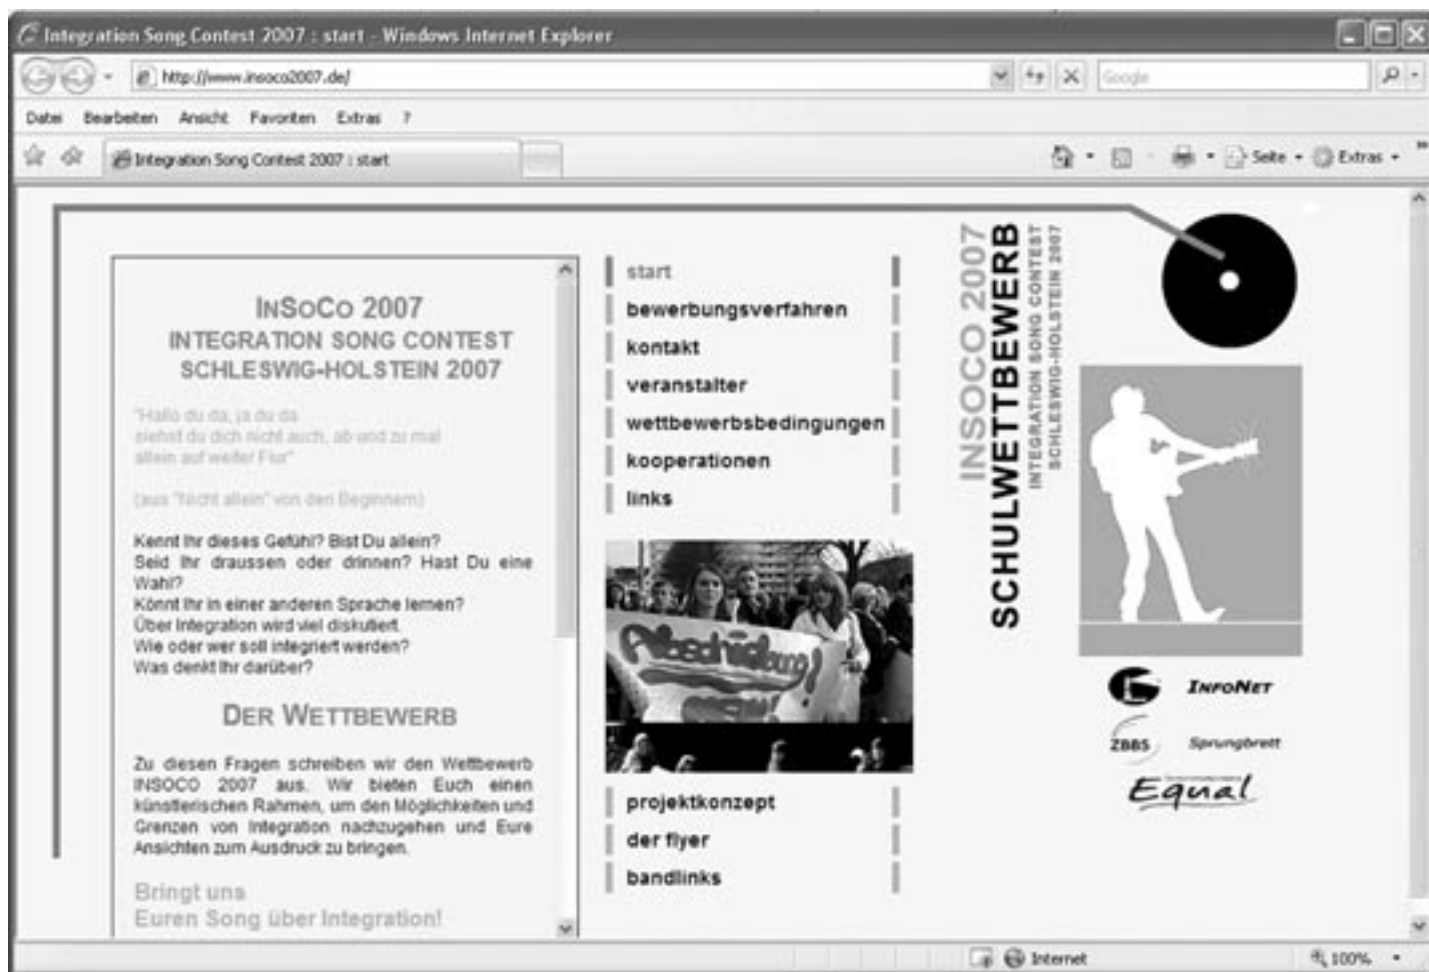 Integration Song Contest 2007 : start - Windows Internet Explorer
http://www.insoco2007.de/
Google
Datei Bearbeiten Ansicht Favoriten Extras ?
Integration Song Contest 2007 : start
Seite Extras
INSOCO 2007
INTEGRATION SONG CONTEST
SCHLESWIG-HOLSTEIN 2007
"Hallo du da, ja du da
siehst du dich nicht auch, ab und zu mal
allein auf weiter Flur"
(aus "Nicht allein" von den Beginnern)
Kennt Ihr dieses Gefühl? Bist Du allein?
Seid Ihr draussen oder drinnen? Hast Du eine
Wahl?
Könnt Ihr in einer anderen Sprache lernen?
Über Integration wird viel diskutiert.
Wie oder wer soll integriert werden?
Was denkt Ihr darüber?
DER WETTBEWERB
Zu diesen Fragen schreiben wir den Wettbewerb
INSOCO 2007 aus. Wir bieten Euch einen
künstlerischen Rahmen, um den Möglichkeiten und
Grenzen von Integration nachzugehen und Eure
Ansichten zum Ausdruck zu bringen.
Bringt uns
Euren Song über Integration!
start
bewerbungsverfahren
kontakt
veranstalter
wettbewerbsbedingungen
kooperationen
links
Abschiebung!
projektkonzept
der flyer
bandlinks
INSOCO 2007
SCHULWETTBEWERB
INTEGRATION SONG CONTEST
SCHLESWIG-HOLSTEIN 2007
INFONET
ZBBS Sprungbrett
Equal
Internet
100%